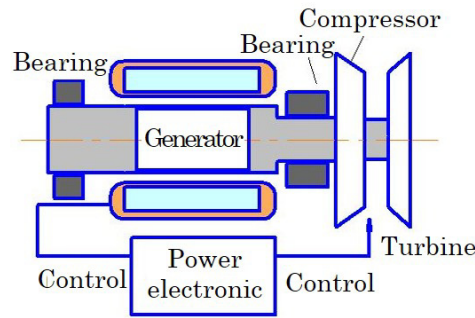 Compressor
Bearing
Bearing
Generator
Turbine
Power
electronic
Control
Control